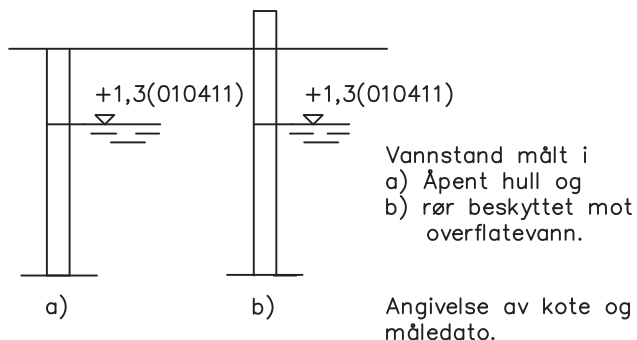 +1,3(010411)
+1,3(010411)
Vannstand målt i
a) Åpent hull og
b) rør beskyttet mot
overflatevann.
a)
b)
Angivelse av kote og
måledato.